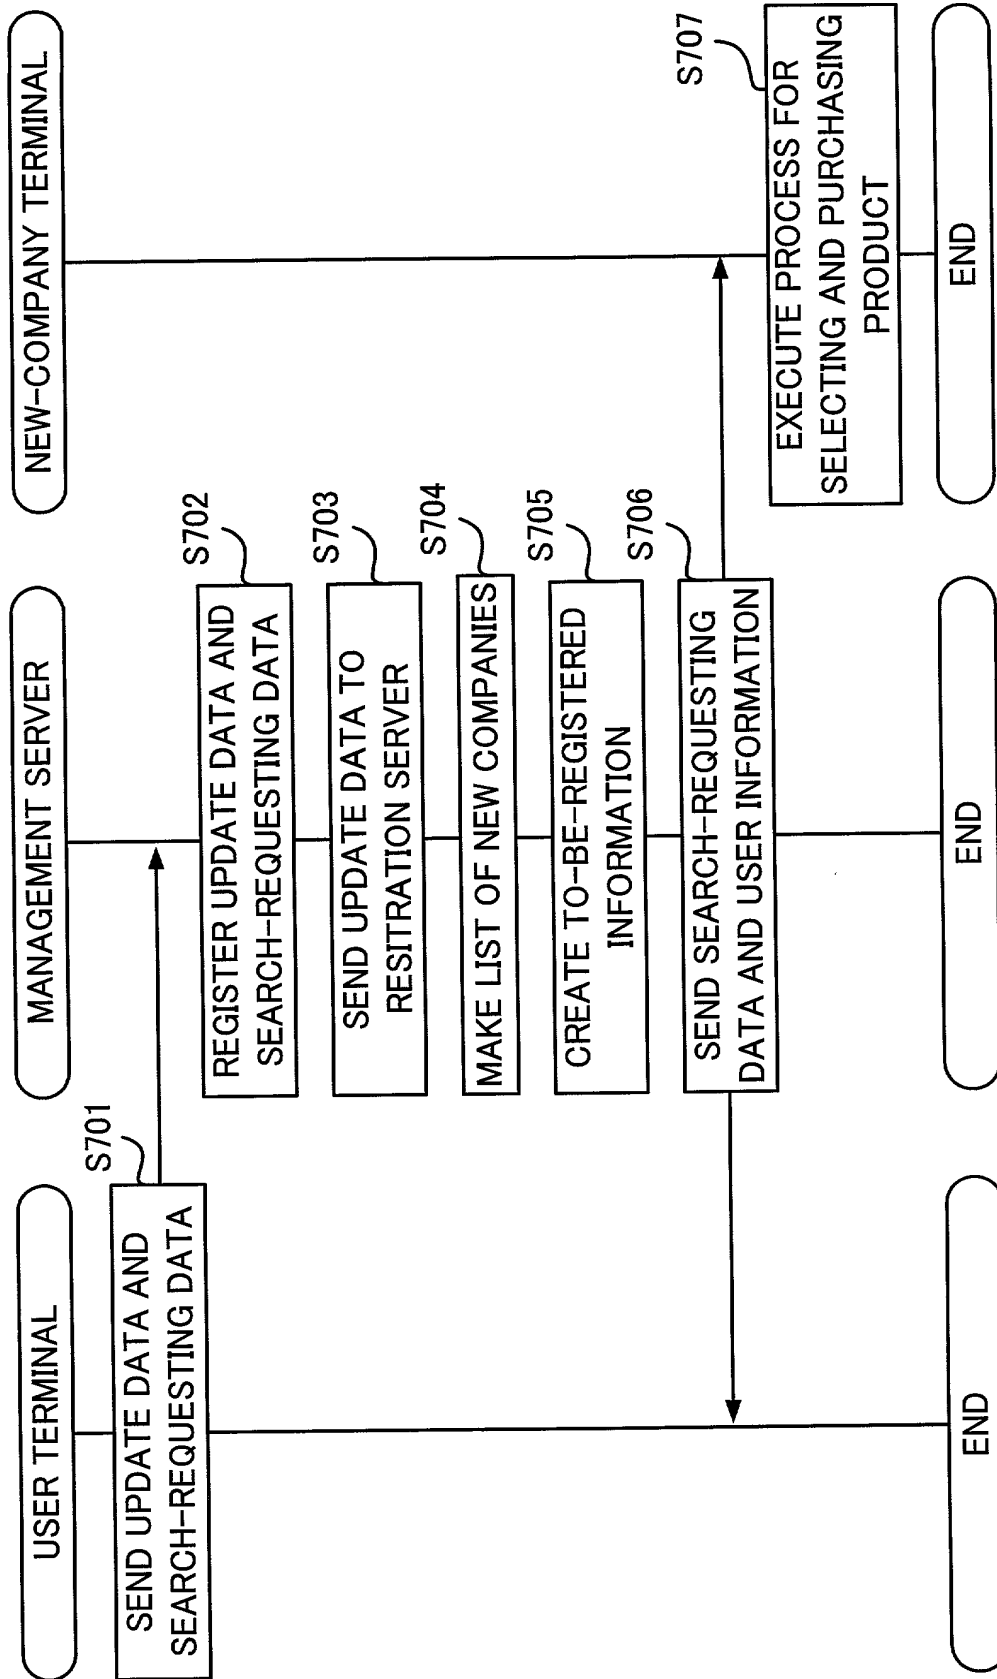 USER TERMINAL
MANAGEMENT SERVER
NEW-COMPANY TERMINAL
S701
SEND UPDATE DATA AND
SEARCH-REQUESTING DATA
S702
REGISTER UPDATE DATA AND
SEARCH-REQUESTING DATA
S703
SEND UPDATE DATA TO
RESITRATION SERVER
S704
MAKE LIST OF NEW COMPANIES
S705
CREATE TO-BE-REGISTERED
INFORMATION
S706
SEND SEARCH-REQUESTING
DATA AND USER INFORMATION
S707
EXECUTE PROCESS FOR
SELECTING AND PURCHASING
PRODUCT
END
END
END